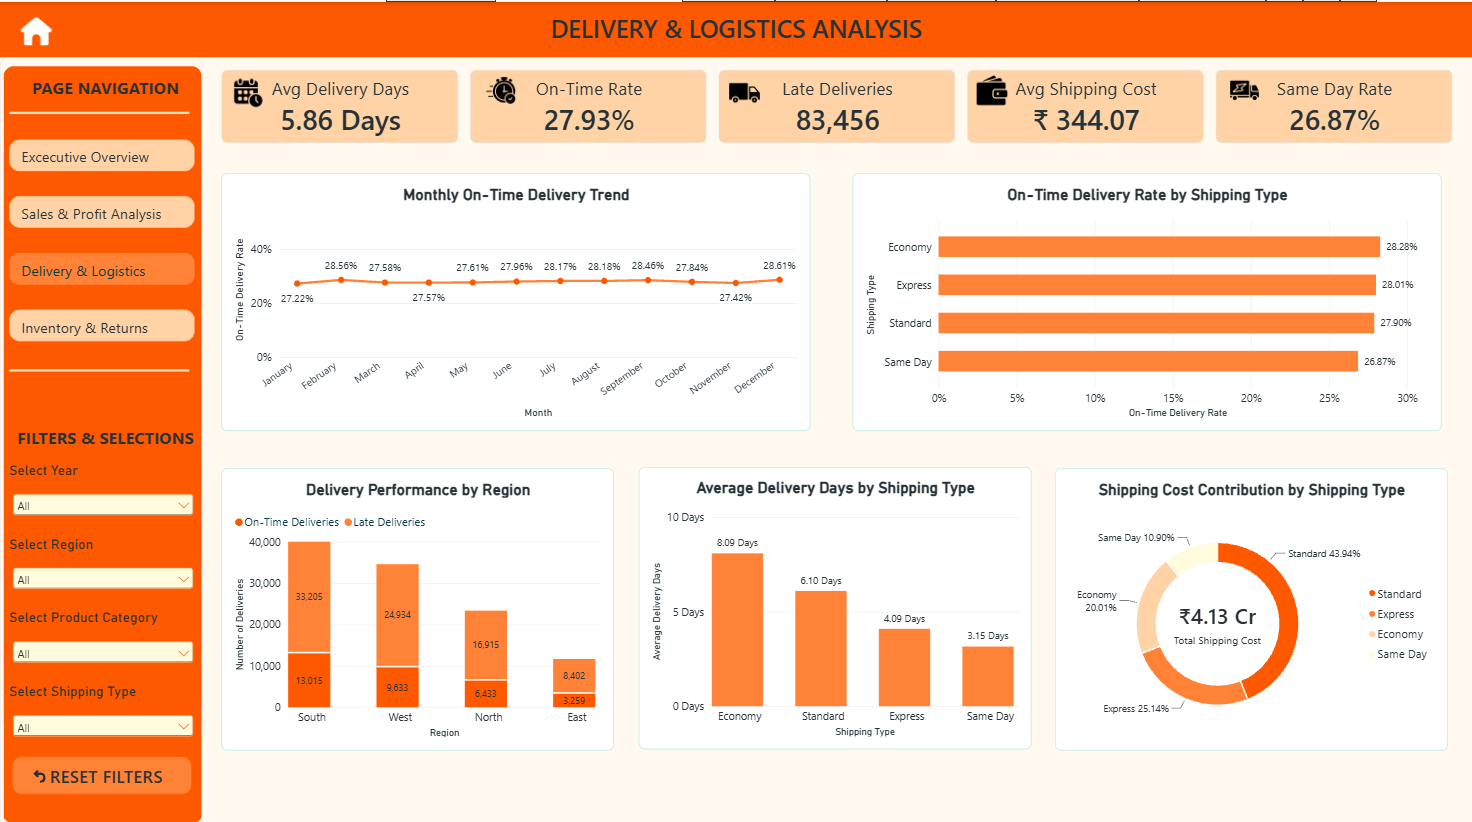 DELIVERY & LOGISTICS ANALYSIS
PAGE NAVIGATION
Excecutive Overview
Sales & Profit Analysis
Delivery & Logistics
Inventory & Returns
FILTERS & SELECTIONS
Select Year
All
Select Region
All
Select Product Category
All
Select Shipping Type
All
RESET FILTERS
Avg Delivery Days
5.86 Days
On-Time Rate
27.93%
Late Deliveries
83,456
Avg Shipping Cost
₹ 344.07
Same Day Rate
26.87%
Monthly On-Time Delivery Trend
On-Time Delivery Rate
40%
20%
0%
27.22%
28.56%
27.58%
27.57%
27.61%
27.96%
28.17%
28.18%
28.46%
27.84%
27.42%
28.61%
January
February
March
April
May
June
July
August
September
October
November
December
Month
On-Time Delivery Rate by Shipping Type
Shipping Type
Economy
28.28%
Express
28.01%
Standard
27.90%
Same Day
26.87%
0%
5%
10%
15%
20%
25%
30%
On-Time Delivery Rate
Delivery Performance by Region
On-Time Deliveries
Late Deliveries
Number of Deliveries
40,000
30,000
20,000
10,000
0
33,205
13,015
24,934
9,633
16,915
6,433
8,402
3,259
South
West
North
East
Region
Average Delivery Days by Shipping Type
Average Delivery Days
10 Days
5 Days
0 Days
8.09 Days
6.10 Days
4.09 Days
3.15 Days
Economy
Standard
Express
Same Day
Shipping Type
Shipping Cost Contribution by Shipping Type
Same Day 10.90%
Standard 43.94%
Economy
20.01%
Express 25.14%
₹4.13 Cr
Total Shipping Cost
Standard
Express
Economy
Same Day